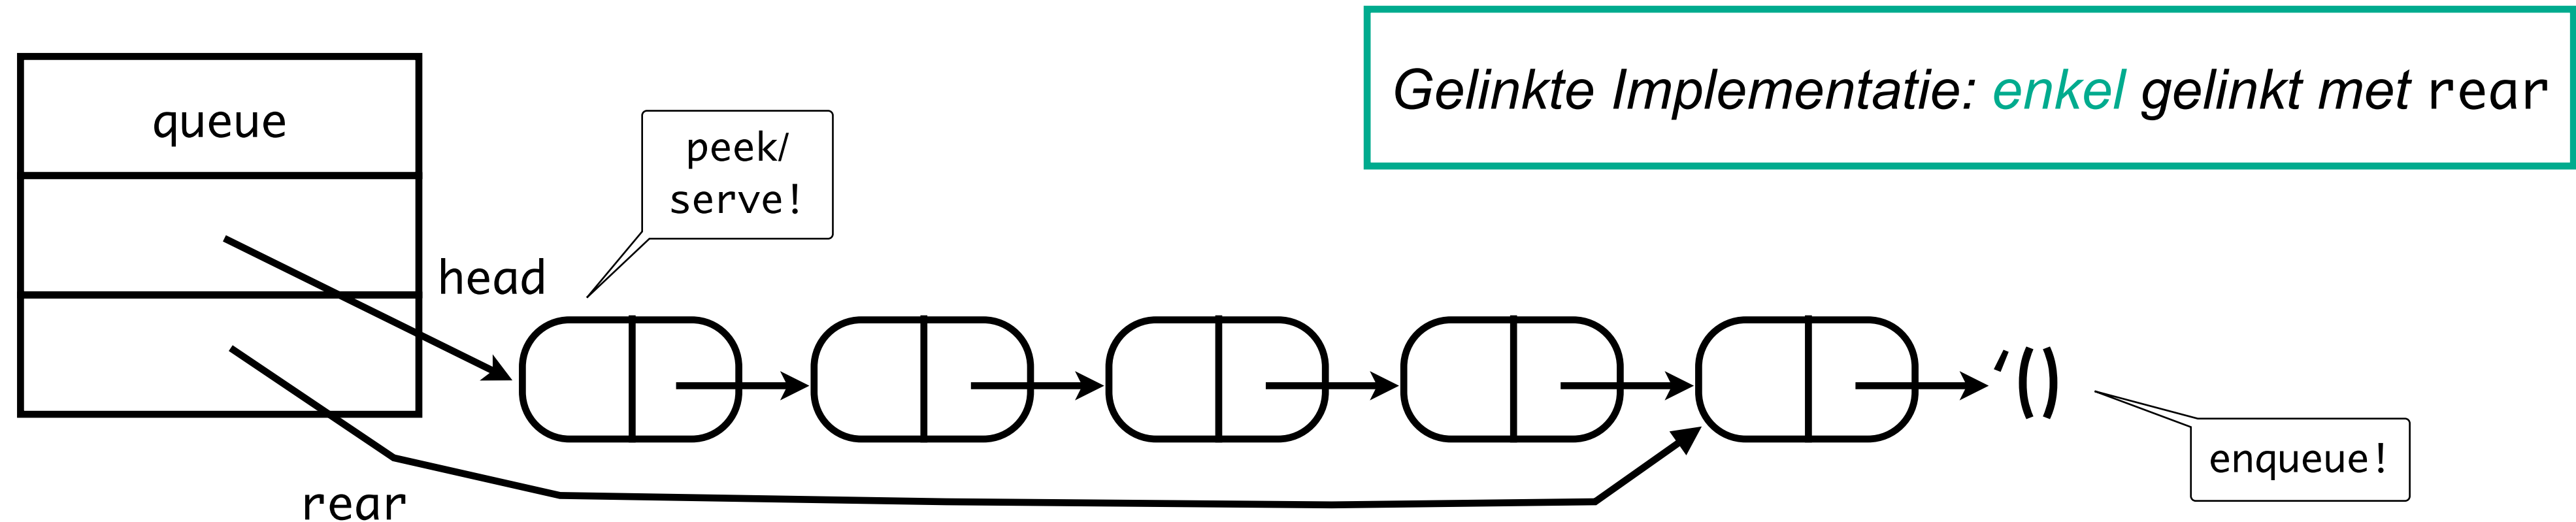 Gelinkte Implementatie: enkel gelinkt met rear
queue
peek/
serve!
head
'()
enqueue!
rear